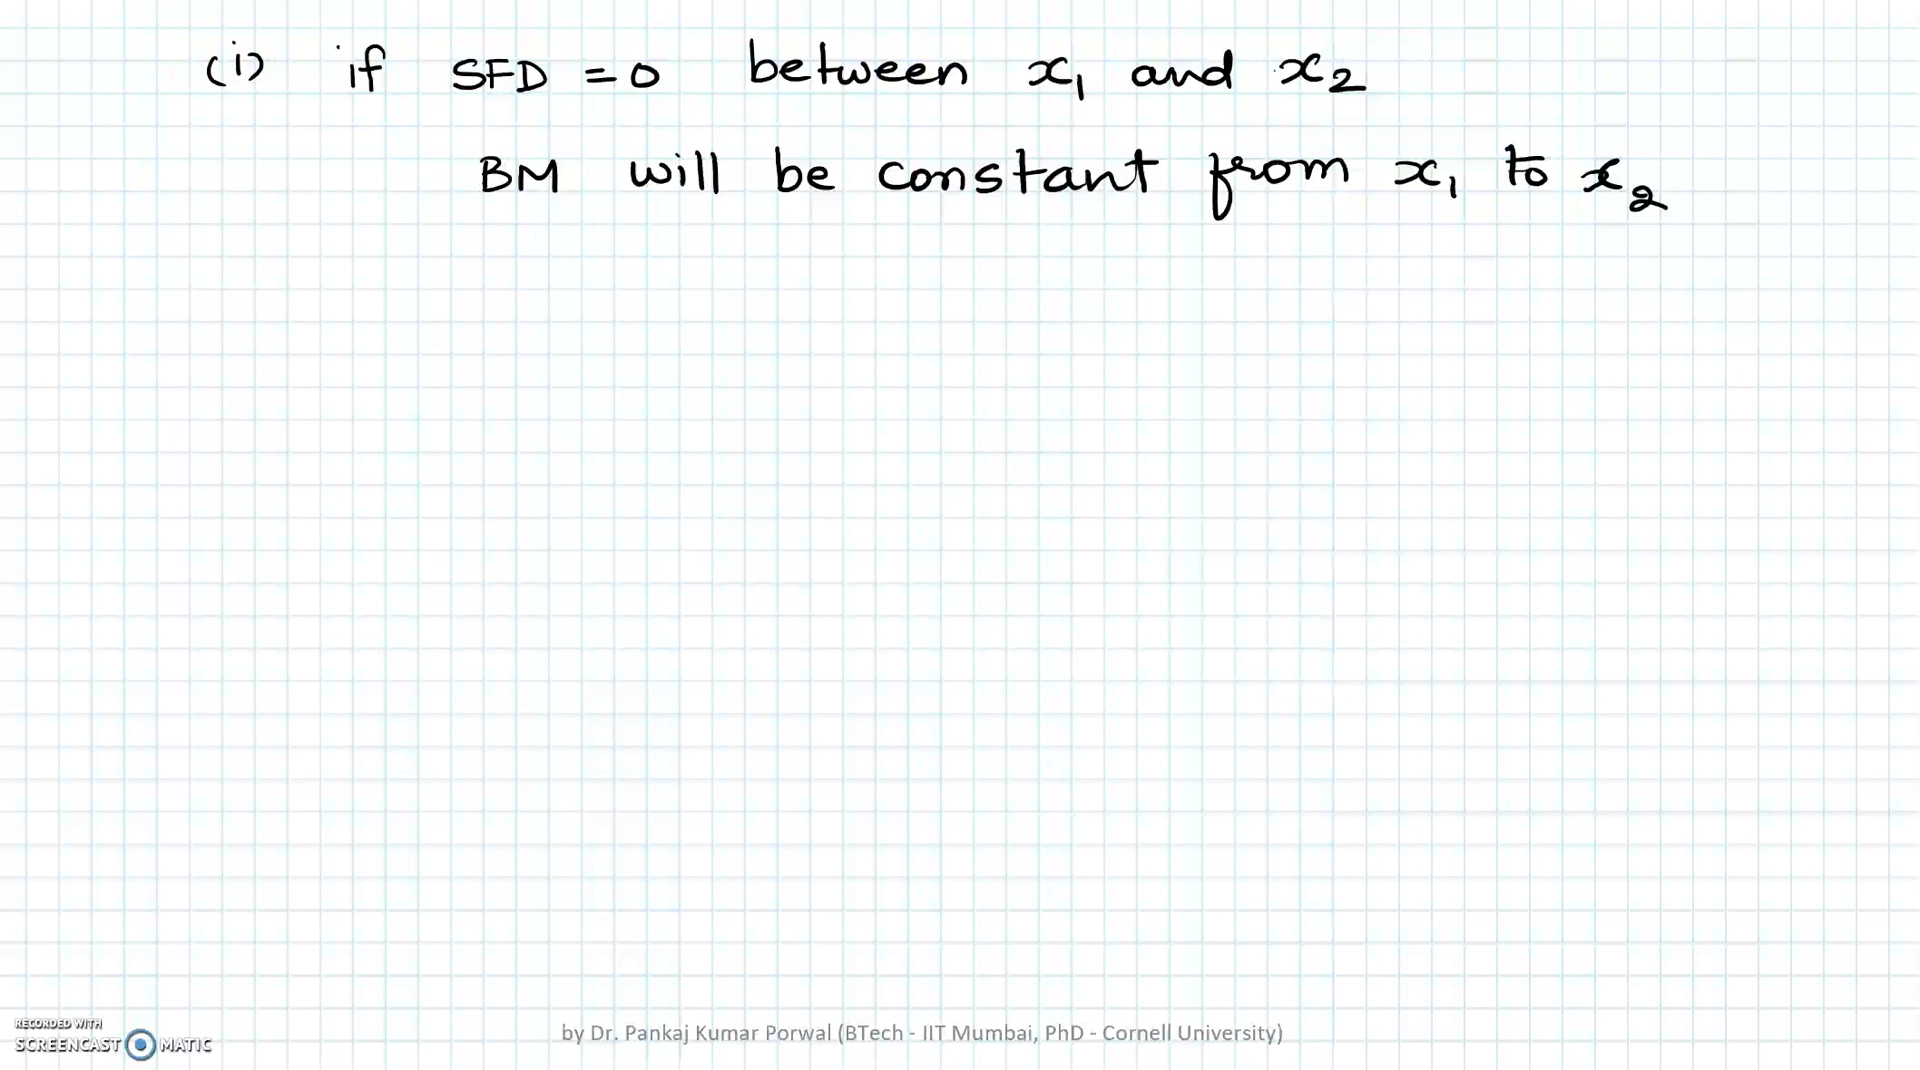 (i) if SFD = 0 between x₁ and x₂
BM will be constant from x₁ to x₂
RECORDED WITH
SCREENCAST MATIC
by Dr. Pankaj Kumar Porwal (BTech - IIT Mumbai, PhD - Cornell University)